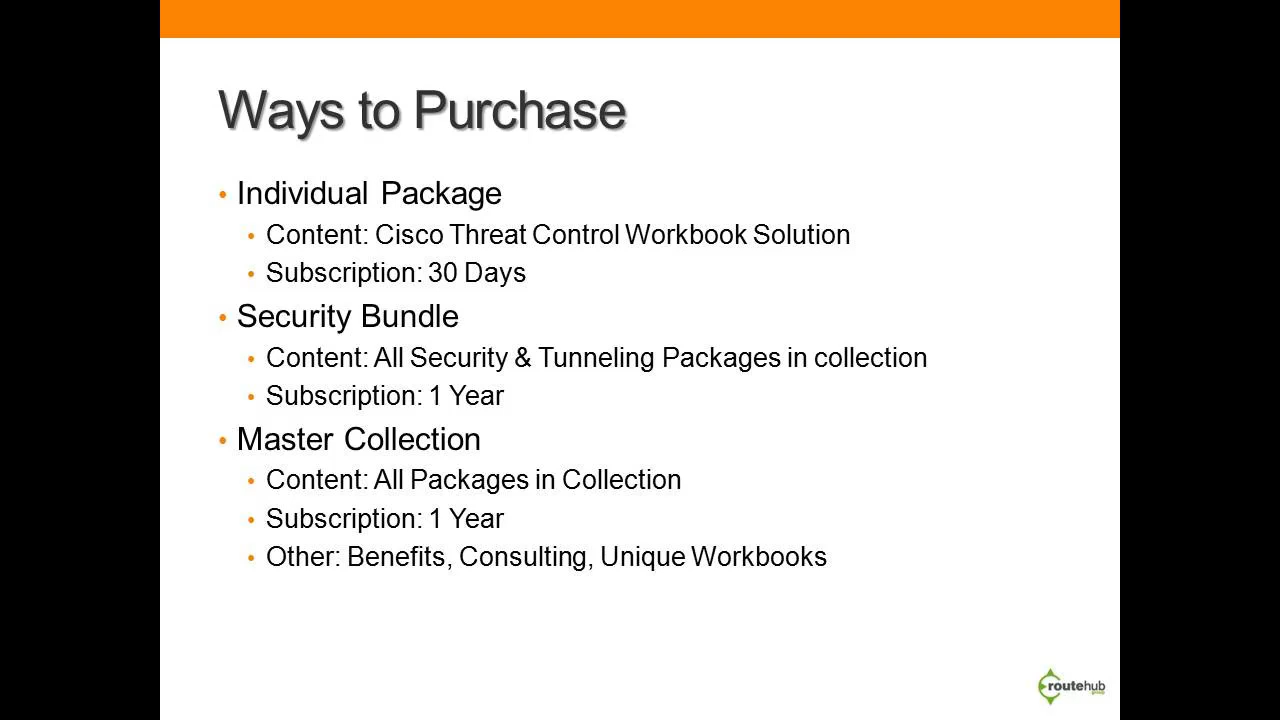 Ways to Purchase
• Individual Package
• Content: Cisco Threat Control Workbook Solution
• Subscription: 30 Days
• Security Bundle
• Content: All Security & Tunneling Packages in collection
• Subscription: 1 Year
• Master Collection
• Content: All Packages in Collection
• Subscription: 1 Year
• Other: Benefits, Consulting, Unique Workbooks
routehub
group